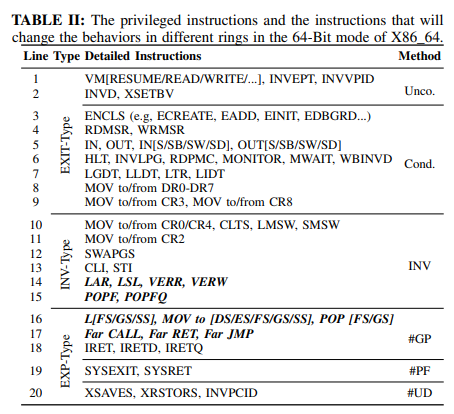 TABLE II: The privileged instructions and the instructions that will
change the behaviors in different rings in the 64-Bit mode of X86_64.
Line Type Detailed Instructions Method
1 VM[RESUME/READ/WRITE/...], INVEPT, INVVPID
2 INVD, XSETBV
Unco.
EXIT-Type
3 ENCLS (e.g, ECREATE, EADD, EINIT, EDBGRD...)
4 RDMSR, WRMSR
5 IN, OUT, IN[S/SB/SW/SD], OUT[S/SB/SW/SD]
6 HLT, INVLPG, RDPMC, MONITOR, MWAIT, WBINVD
7 LGDT, LLDT, LTR, LIDT
8 MOV to/from DR0-DR7
9 MOV to/from CR3, MOV to/from CR8
Cond.
INV-Type
10 MOV to/from CR0/CR4, CLTS, LMSW, SMSW
11 MOV to/from CR2
12 SWAPGS
13 CLI, STI
14 LAR, LSL, VERR, VERW
15 POPF, POPFQ
INV
EXP-Type
16 L[FS/GS/SS], MOV to [DS/ES/FS/GS/SS], POP [FS/GS]
17 Far CALL, Far RET, Far JMP
18 IRET, IRETD, IRETQ
#GP
19 SYSEXIT, SYSRET #PF
20 XSAVES, XRSTORS, INVPCID #UD